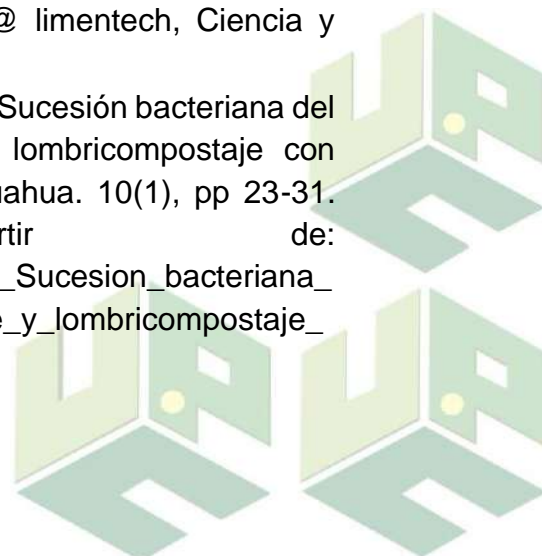 @ limentech, Ciencia y
Sucesión bacteriana del
lombricompostaje con
uahua. 10(1), pp 23-31.
rtir de:
_Sucesion_bacteriana_
e_y_lombricompostaje_